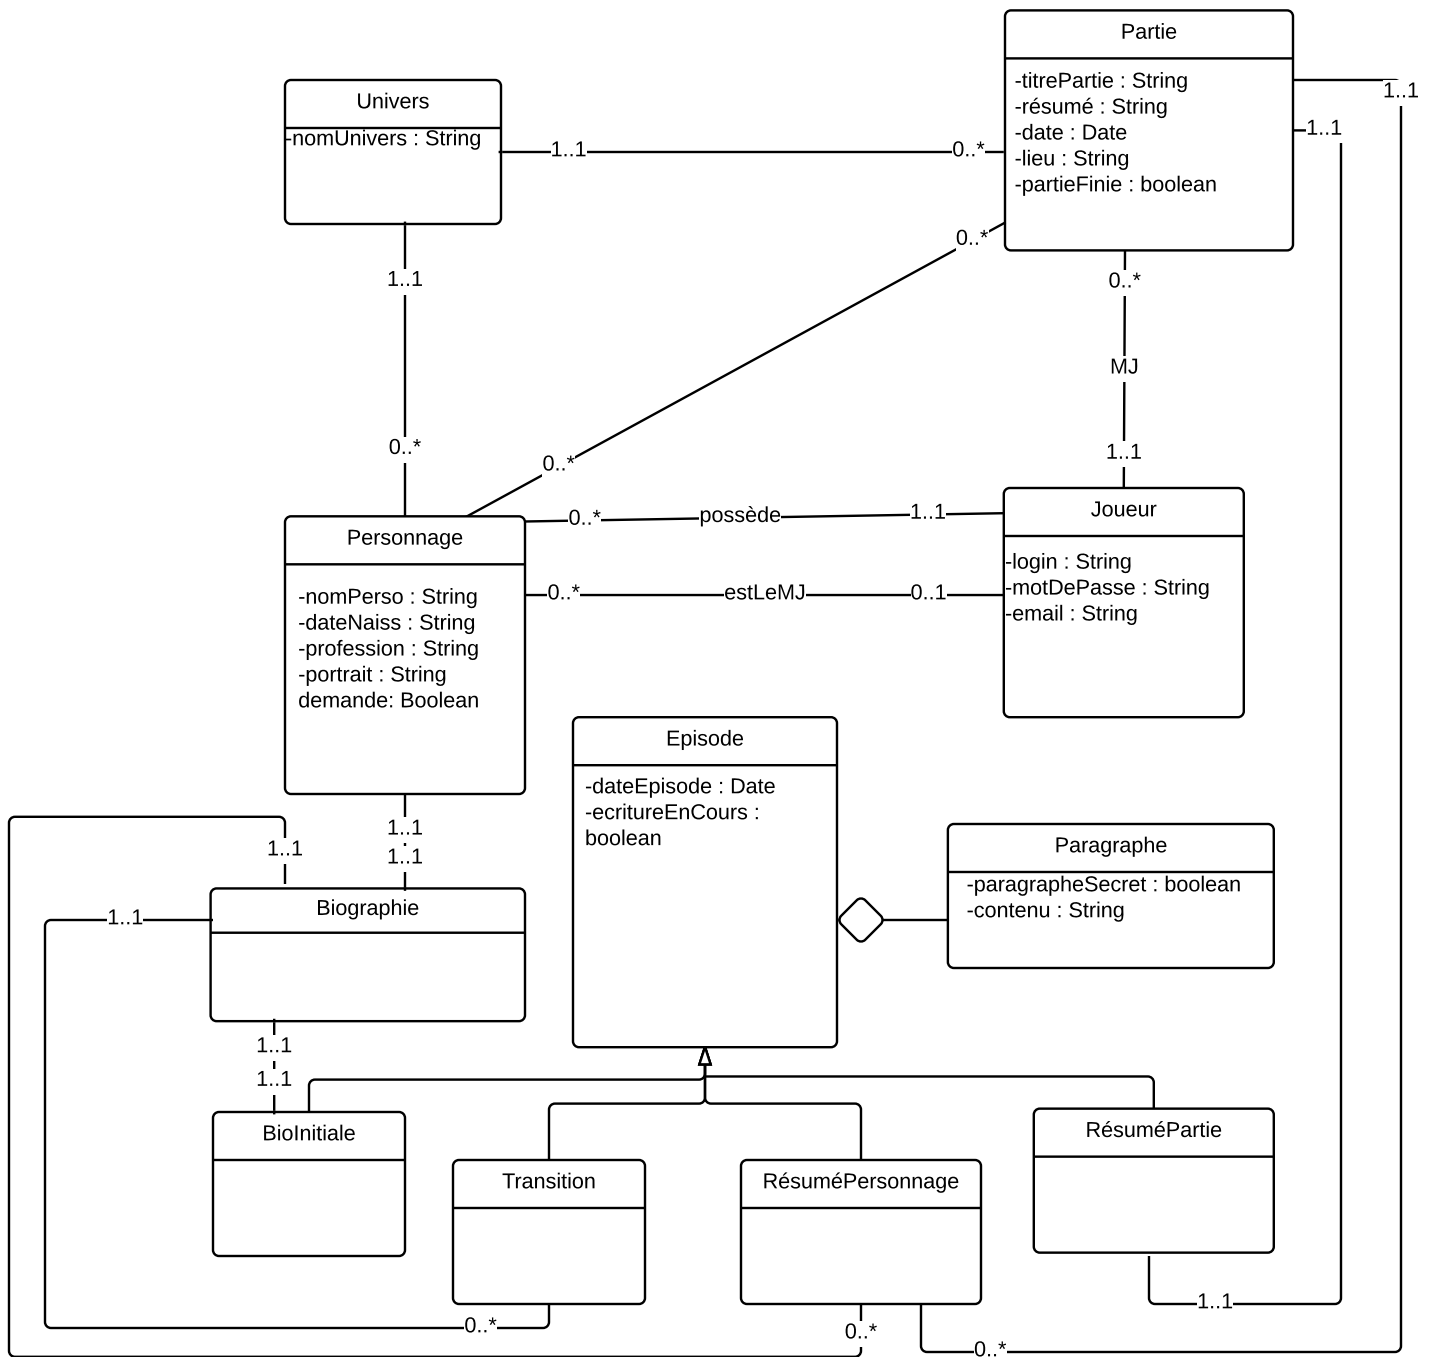 Partie
-titrePartie : String
-résumé : String
-date : Date
-lieu : String
-partieFinie : boolean
1..1
1..1
Univers
-nomUnivers : String
1..1
0..*
1..1
0..*
0..*
0..*
0..*
MJ
1..1
Personnage
-nomPerso : String
-dateNaiss : String
-profession : String
-portrait : String
demande: Boolean
0..*
possède
1..1
0..*
estLeMJ
0..1
Joueur
-login : String
-motDePasse : String
-email : String
Episode
-dateEpisode : Date
-ecritureEnCours :
boolean
Paragraphe
-paragrapheSecret : boolean
-contenu : String
1..1
1..1
1..1
1..1
Biographie
1..1
1..1
BioInitiale
Transition
RésuméPersonnage
RésuméPartie
0..*
0..*
0..*
1..1